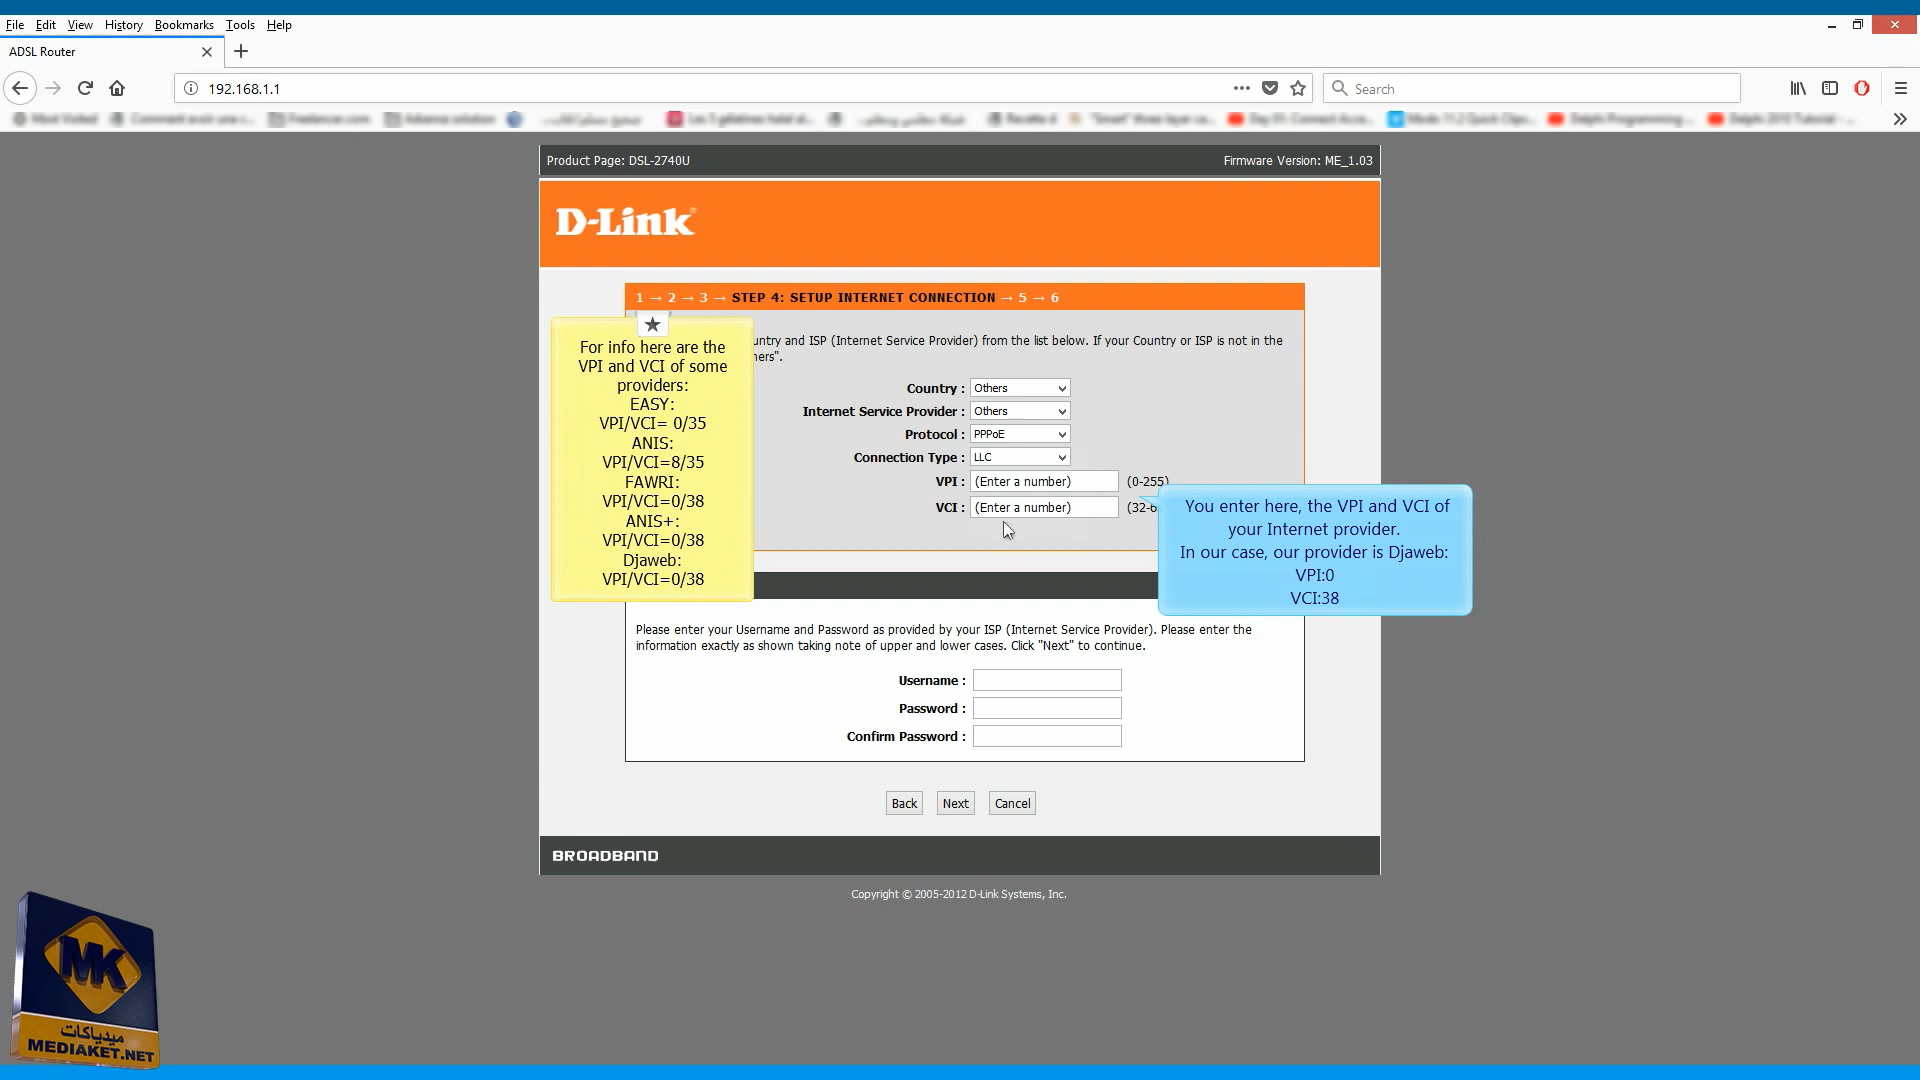 File Edit View History Bookmarks Tools Help
ADSL Router
192.168.1.1
Search
Most Visited
Freelancer.com
Product Page: DSL-2740U
Firmware Version: ME_1.03
D-Link
1 → 2 → 3 → STEP 4: SETUP INTERNET CONNECTION → 5 → 6
untry and ISP (Internet Service Provider) from the list below. If your Country or ISP is not in the
ners".
For info here are the
VPI and VCI of some
providers:
EASY:
VPI/VCI= 0/35
ANIS:
VPI/VCI=8/35
FAWRI:
VPI/VCI=0/38
ANIS+:
VPI/VCI=0/38
Djaweb:
VPI/VCI=0/38
Country : Others
Internet Service Provider : Others
Protocol : PPPoE
Connection Type : LLC
VPI : (Enter a number) (0-255)
VCI : (Enter a number) (32-6
You enter here, the VPI and VCI of
your Internet provider.
In our case, our provider is Djaweb:
VPI:0
VCI:38
Please enter your Username and Password as provided by your ISP (Internet Service Provider). Please enter the
information exactly as shown taking note of upper and lower cases. Click "Next" to continue.
Username :
Password :
Confirm Password :
Back Next Cancel
BROADBAND
Copyright © 2005-2012 D-Link Systems, Inc.
MK
ميدياكات
MEDIAKET.NET